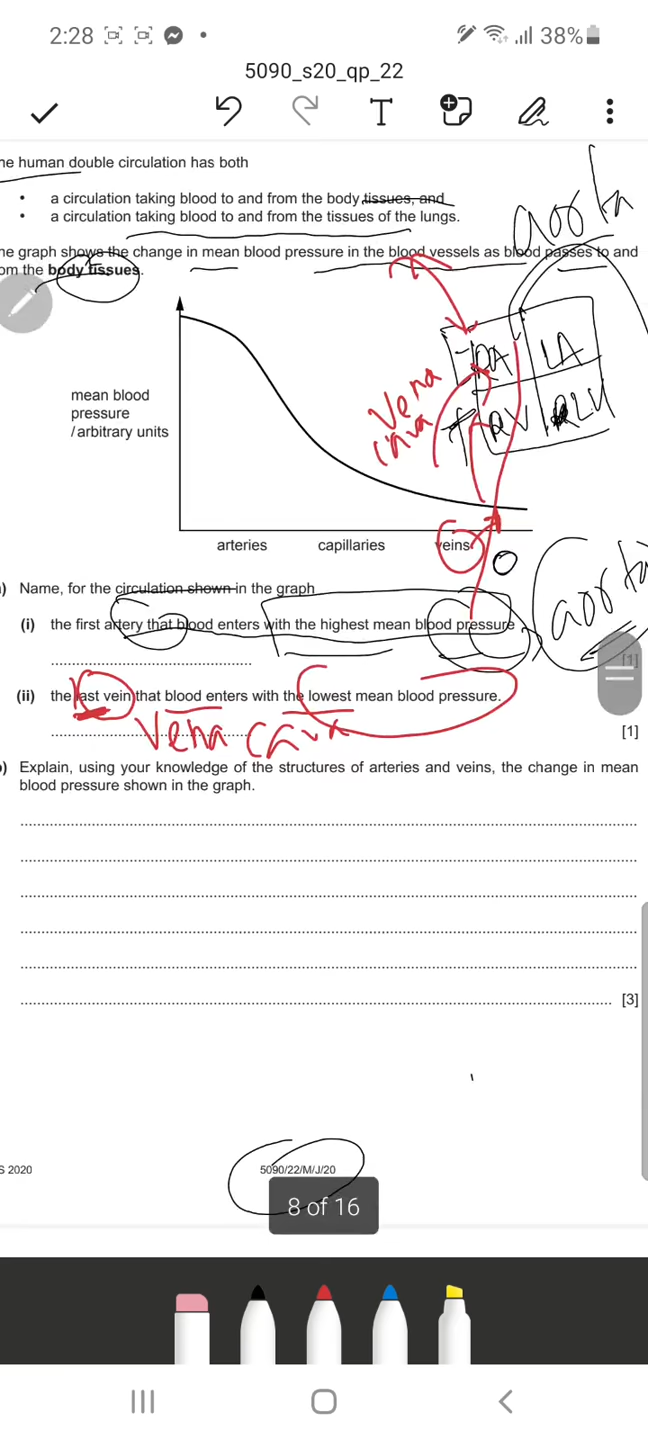 2:28 38%
5090_s20_qp_22
T
ne human double circulation has both
• a circulation taking blood to and from the body tissues, and
• a circulation taking blood to and from the tissues of the lungs.
aorta
ne graph shows the change in mean blood pressure in the blood vessels as blood passes to and
om the body tissues.
RA LA
RV LV
Vena
cava
mean blood
pressure
/arbitrary units
arteries capillaries veins
) Name, for the circulation shown in the graph
aorta
(i) the first artery that blood enters with the highest mean blood pressure
[1]
(ii) the last vein that blood enters with the lowest mean blood pressure.
Vena Cava
[1]
) Explain, using your knowledge of the structures of arteries and veins, the change in mean
blood pressure shown in the graph.
[3]
S 2020 5090/22/M/J/20
8 of 16